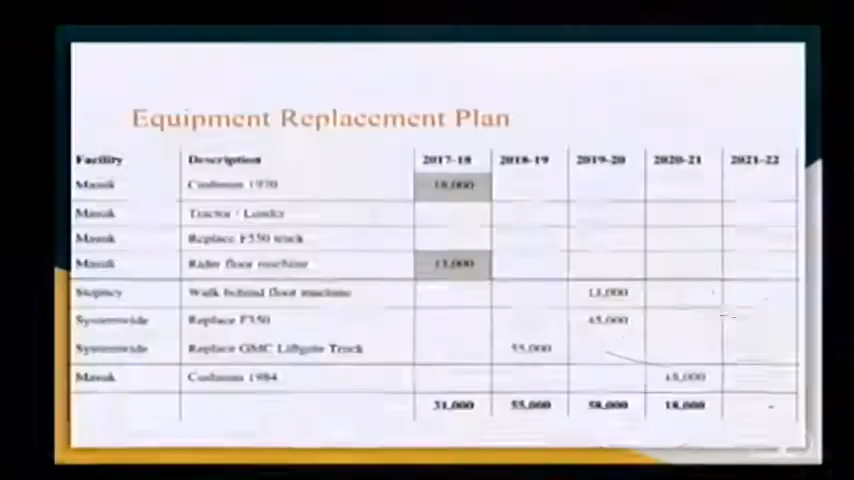 Equipment Replacement Plan
Facility Description 2017-18 2018-19 2019-20 2020-21 2021-22
Masuk Cushman 1970 18,000
Masuk Tractor / Loader
Masuk Replace F550 truck
Masuk Rider floor machine 13,000
Stepney Walk behind floor machine 13,000
Systemwide Replace F350 45,000
Systemwide Replace GMC Liftgate Truck 55,000
Masuk Cushman 1984 18,000
31,000 55,000 58,000 18,000 -